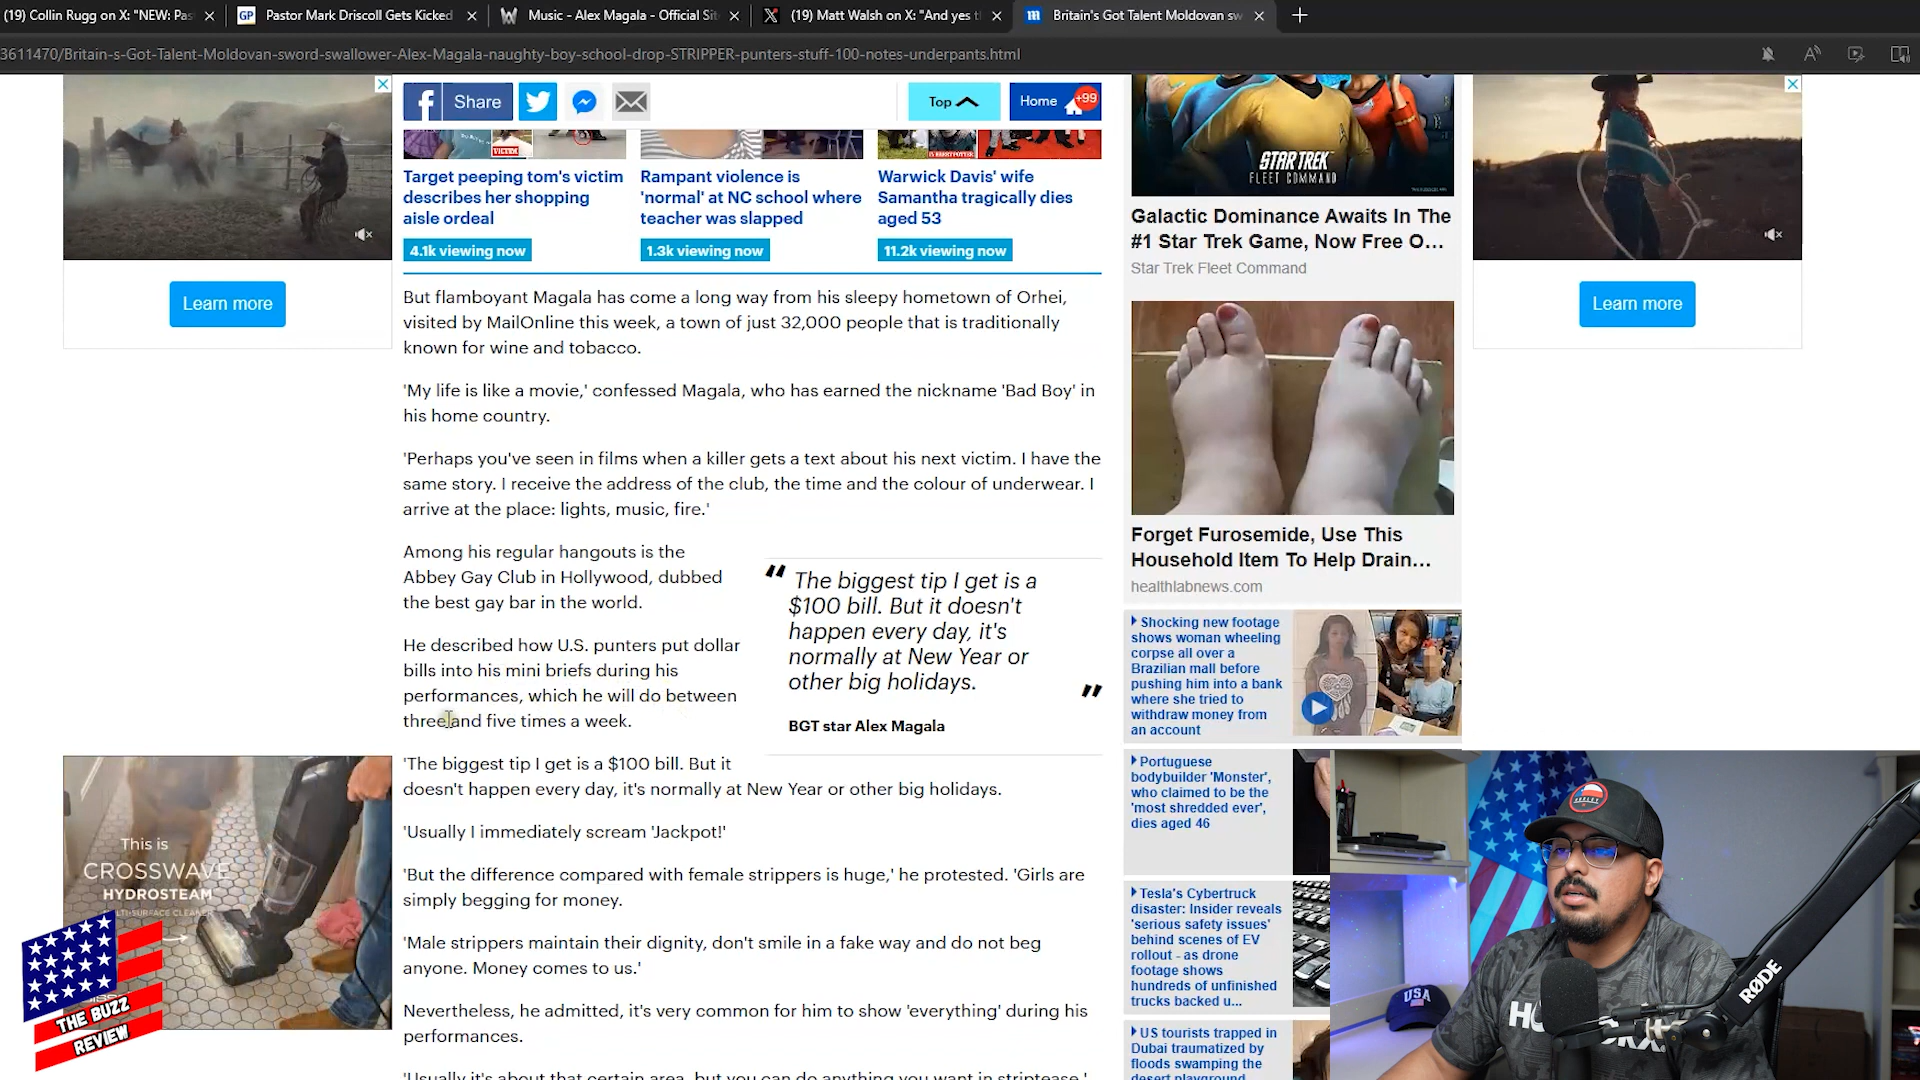 (19) Collin Rugg on X: "NEW: Pas
Pastor Mark Driscoll Gets Kicked
Music - Alex Magala - Official Sit
(19) Matt Walsh on X: "And yes t
Britain's Got Talent Moldovan sw
3611470/Britain-s-Got-Talent-Moldovan-sword-swallower-Alex-Magala-naughty-boy-school-drop-STRIPPER-punters-stuff-100-notes-underpants.html
Share
Top
Home
+99
VICTIM
Target peeping tom's victim
describes her shopping
aisle ordeal
4.1k viewing now
Rampant violence is
'normal' at NC school where
teacher was slapped
1.3k viewing now
Warwick Davis' wife
Samantha tragically dies
aged 53
11.2k viewing now
Learn more
But flamboyant Magala has come a long way from his sleepy hometown of Orhei,
visited by MailOnline this week, a town of just 32,000 people that is traditionally
known for wine and tobacco.
'My life is like a movie,' confessed Magala, who has earned the nickname 'Bad Boy' in
his home country.
'Perhaps you've seen in films when a killer gets a text about his next victim. I have the
same story. I receive the address of the club, the time and the colour of underwear. I
arrive at the place: lights, music, fire.'
Among his regular hangouts is the
Abbey Gay Club in Hollywood, dubbed
the best gay bar in the world.
He described how U.S. punters put dollar
bills into his mini briefs during his
performances, which he will do between
three and five times a week.
" The biggest tip I get is a
$100 bill. But it doesn't
happen every day, it's
normally at New Year or
other big holidays. "
BGT star Alex Magala
'The biggest tip I get is a $100 bill. But it
doesn't happen every day, it's normally at New Year or other big holidays.
'Usually I immediately scream 'Jackpot!'
'But the difference compared with female strippers is huge,' he protested. 'Girls are
simply begging for money.
'Male strippers maintain their dignity, don't smile in a fake way and do not beg
anyone. Money comes to us.'
Nevertheless, he admitted, it's very common for him to show 'everything' during his
performances.
'Usually it's about that certain area, but you can do anything you want in striptease.'
This is
CROSSWAVE
HYDROSTEAM
THE BUZZ
REVIEW
STAR TREK
FLEET COMMAND
Galactic Dominance Awaits In The
#1 Star Trek Game, Now Free O...
Star Trek Fleet Command
Forget Furosemide, Use This
Household Item To Help Drain...
healthlabnews.com
Shocking new footage
shows woman wheeling
corpse all over a
Brazilian mall before
pushing him into a bank
where she tried to
withdraw money from
an account
Portuguese
bodybuilder 'Monster',
who claimed to be the
'most shredded ever',
dies aged 46
Tesla's Cybertruck
disaster: Insider reveals
'serious safety issues'
behind scenes of EV
rollout - as drone
footage shows
hundreds of unfinished
trucks backed u...
US tourists trapped in
Dubai traumatized by
floods swamping the
desert playground
Learn more
USA
RØDE